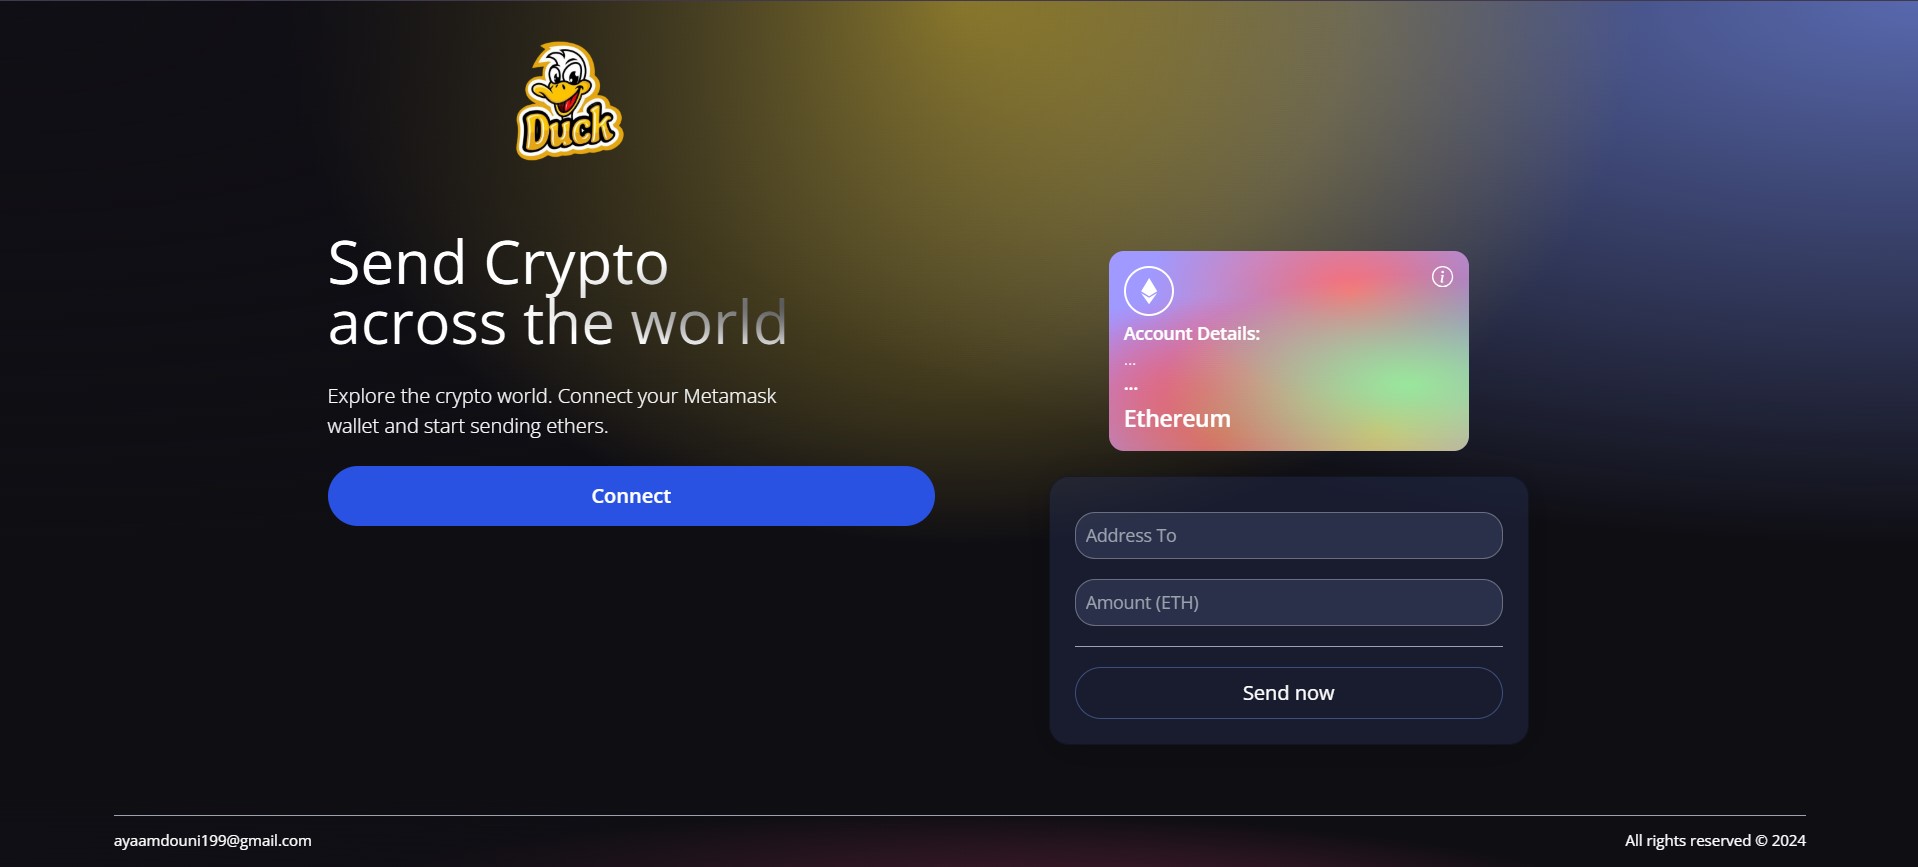 Duck
Send Crypto
across the world
Explore the crypto world. Connect your Metamask
wallet and start sending ethers.
Connect
i
Account Details:
...
...
Ethereum
Address To
Amount (ETH)
Send now
ayaamdouni199@gmail.com
All rights reserved © 2024